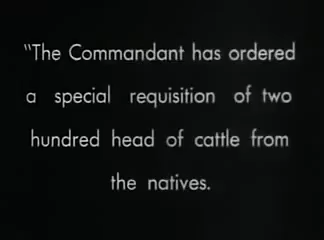 "The Commandant has ordered
a special requisition of two
hundred head of cattle from
the natives.